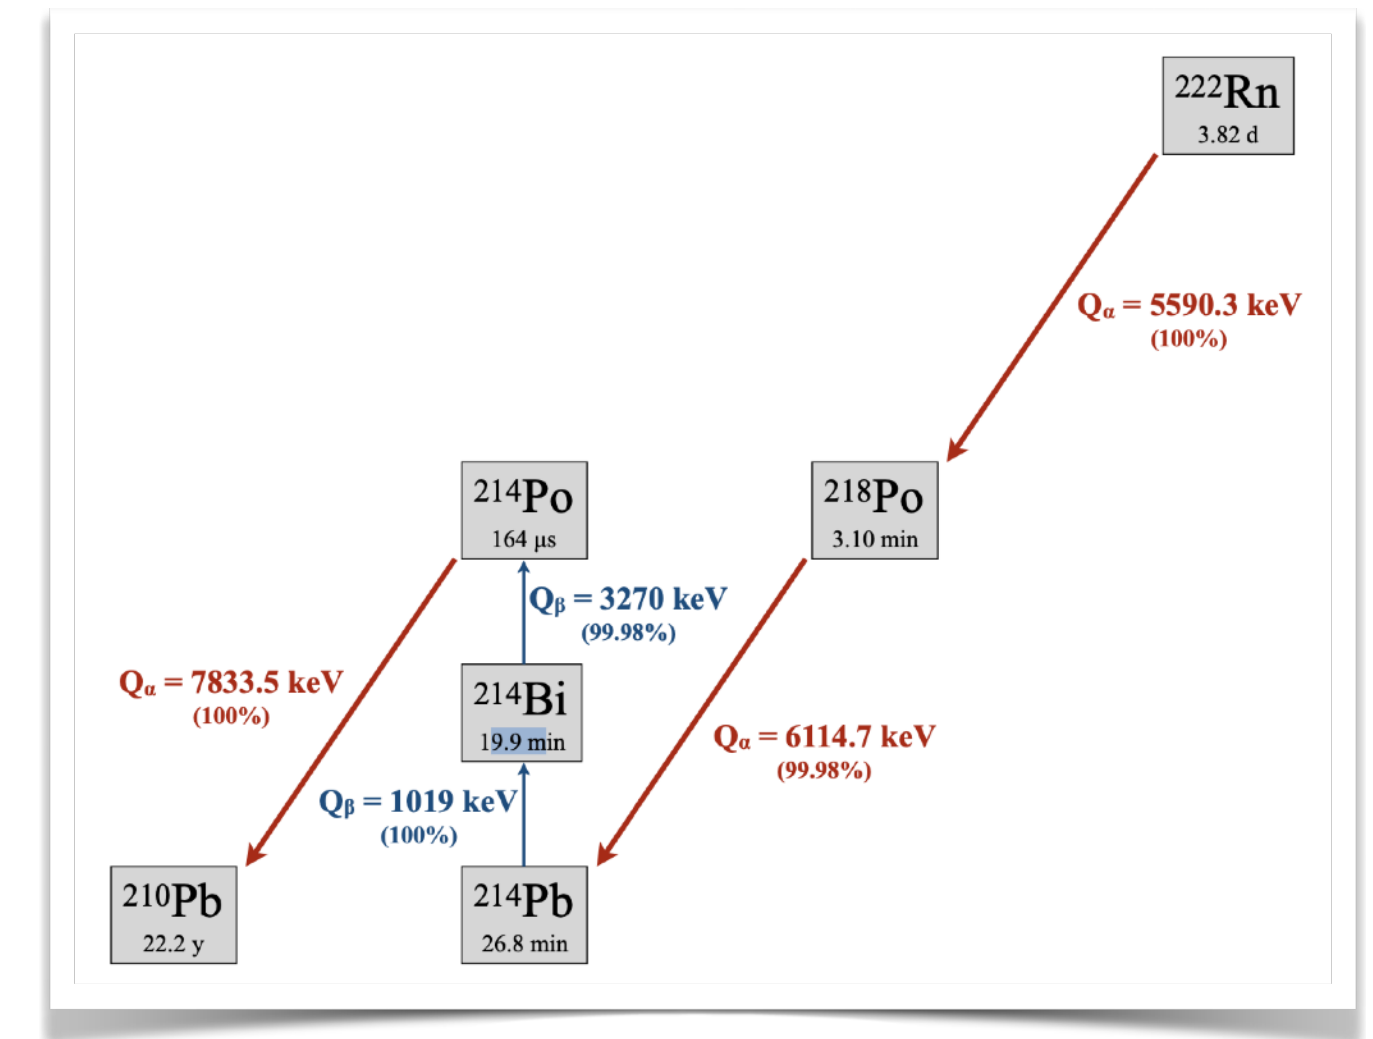 222Rn
3.82 d
Qα = 5590.3 keV
(100%)
214Po
164 μs
218Po
3.10 min
Qβ = 3270 keV
(99.98%)
Qα = 7833.5 keV
(100%)
214Bi
19.9 min
Qα = 6114.7 keV
(99.98%)
Qβ = 1019 keV
(100%)
210Pb
22.2 y
214Pb
26.8 min